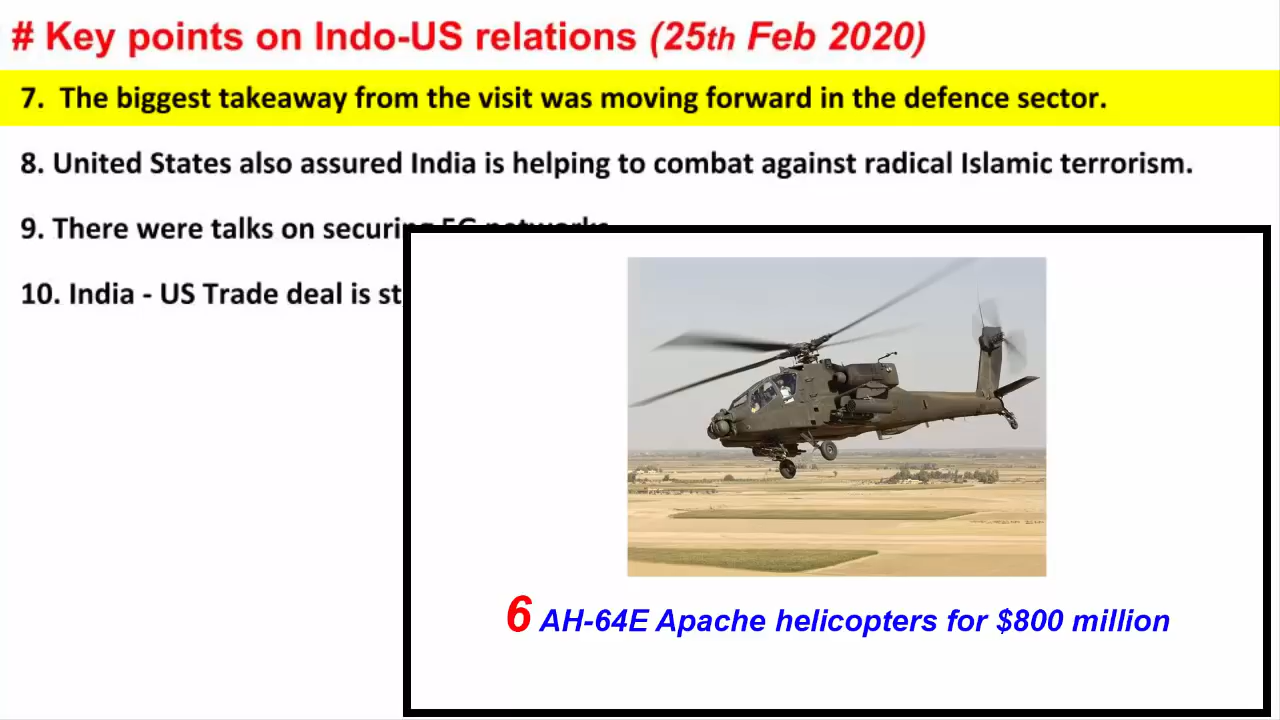 # Key points on Indo-US relations (25th Feb 2020)
7. The biggest takeaway from the visit was moving forward in the defence sector.
8. United States also assured India is helping to combat against radical Islamic terrorism.
9. There were talks on securing 5G networks
10. India - US Trade deal is st
6 AH-64E Apache helicopters for $800 million